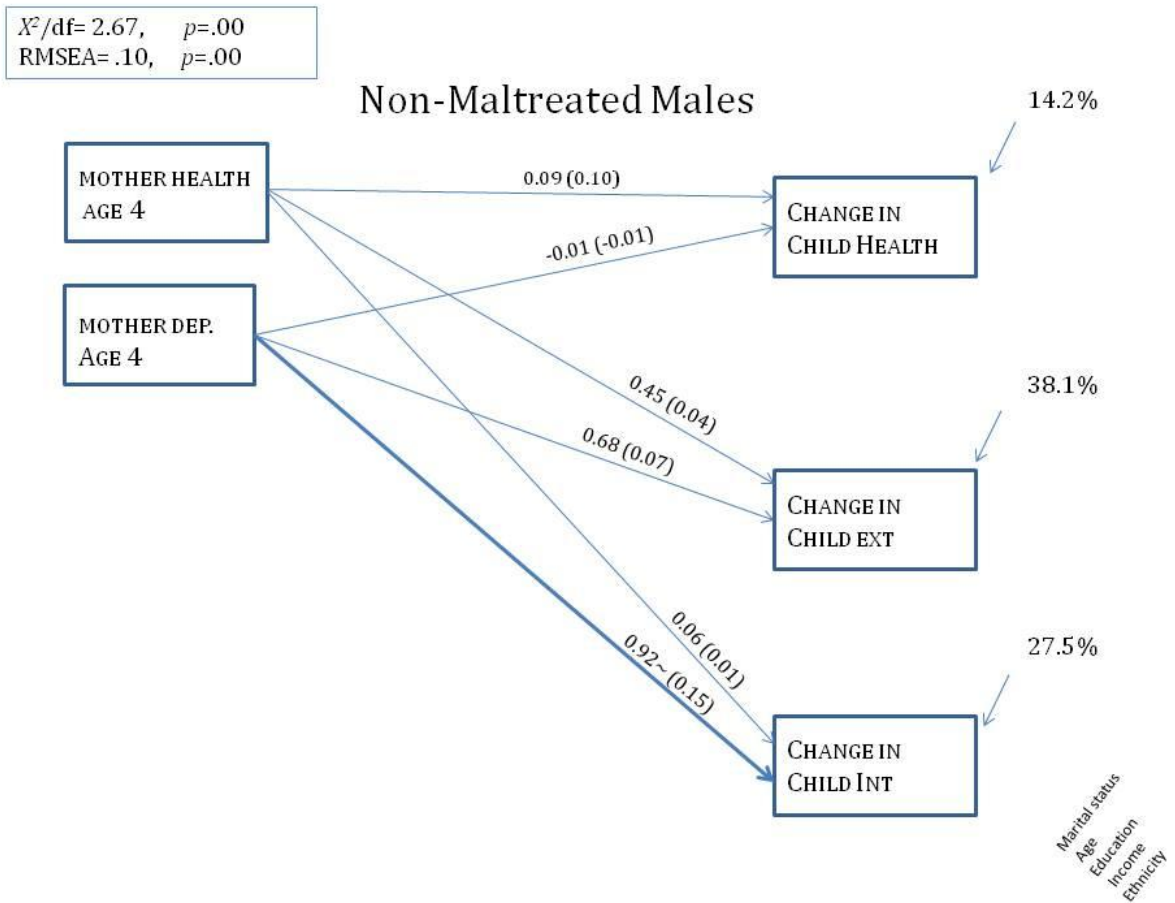 X²/df= 2.67, p=.00
RMSEA= .10, p=.00
Non-Maltreated Males
14.2%
MOTHER HEALTH
AGE 4
0.09 (0.10)
CHANGE IN
CHILD HEALTH
-0.01 (-0.01)
MOTHER DEP.
AGE 4
38.1%
0.45 (0.04)
0.68 (0.07)
CHANGE IN
CHILD EXT
27.5%
0.06 (0.01)
0.92~ (0.15)
CHANGE IN
CHILD INT
Marital status
Age
Education
Income
Ethnicity